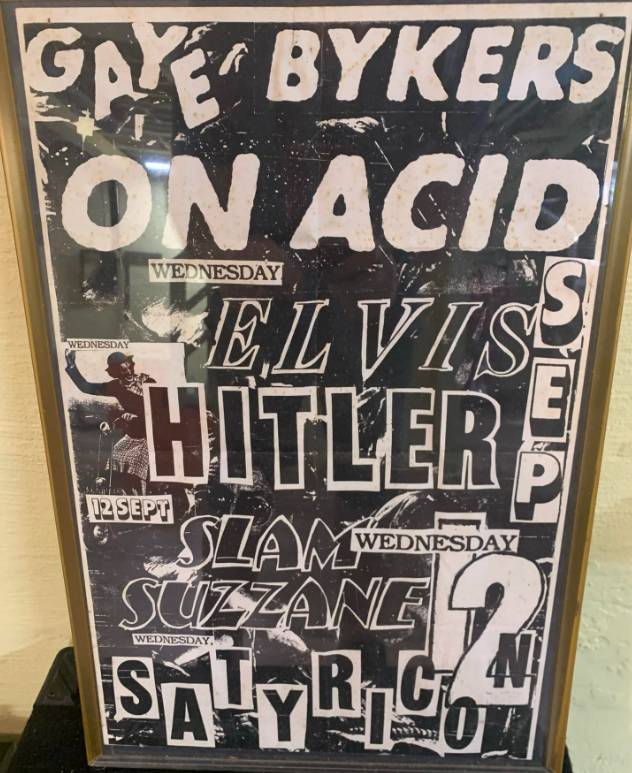 GAYE BYKERS
ON ACID
WEDNESDAY
ELVIS
SEP
WEDNESDAY
HITLER
12 SEPT
SLAM
WEDNESDAY
SUZZANE
2
WEDNESDAY
SATYRICON